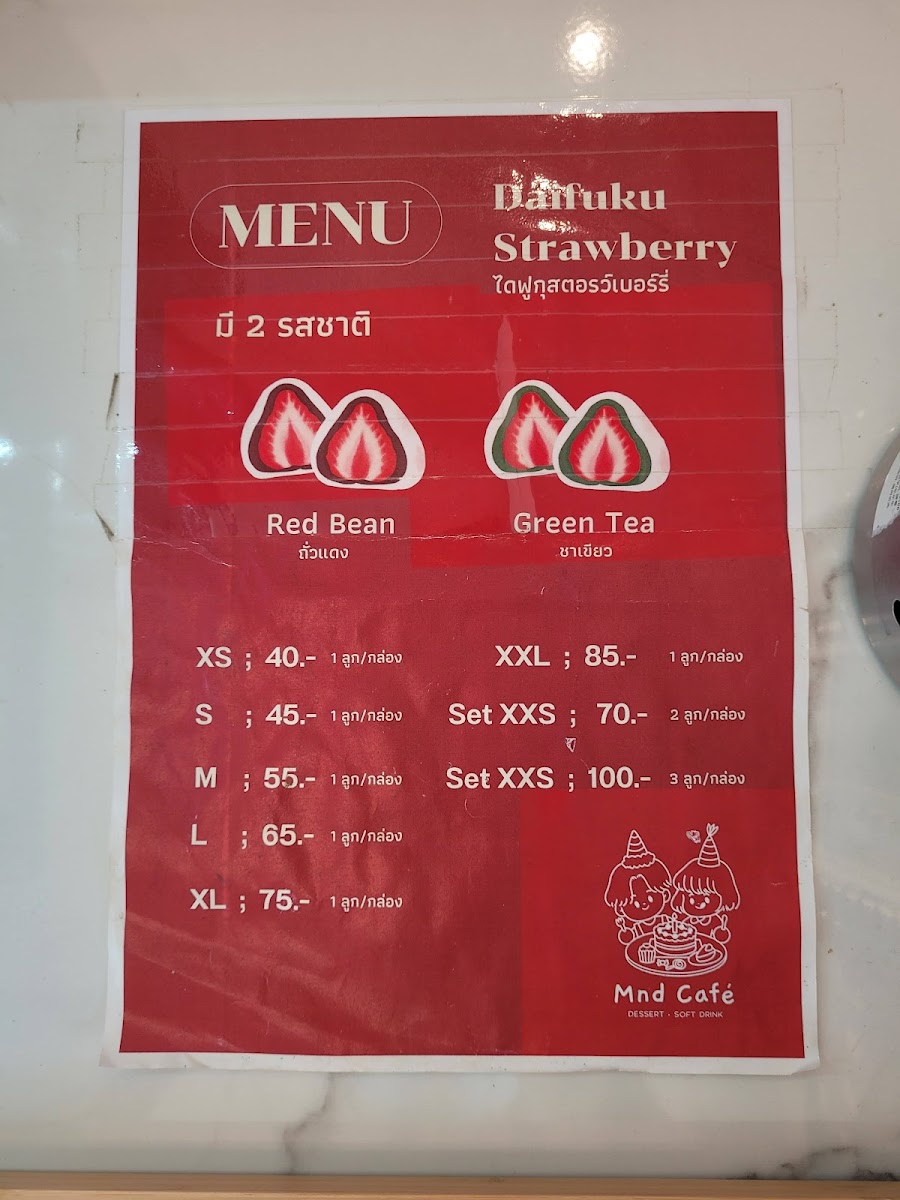 MENU
Daifuku
Strawberry
ไดฟูกุสตอรว์เบอร์รี่
มี 2 รสชาติ
Red Bean
ถั่วแดง
Green Tea
ชาเขียว
XS ; 40.- 1 ลูก/กล่อง
S ; 45.- 1 ลูก/กล่อง
M ; 55.- 1 ลูก/กล่อง
L ; 65.- 1 ลูก/กล่อง
XL ; 75.- 1 ลูก/กล่อง
XXL ; 85.- 1 ลูก/กล่อง
Set XXS ; 70.- 2 ลูก/กล่อง
Set XXS ; 100.- 3 ลูก/กล่อง
Mnd Café
DESSERT · SOFT DRINK